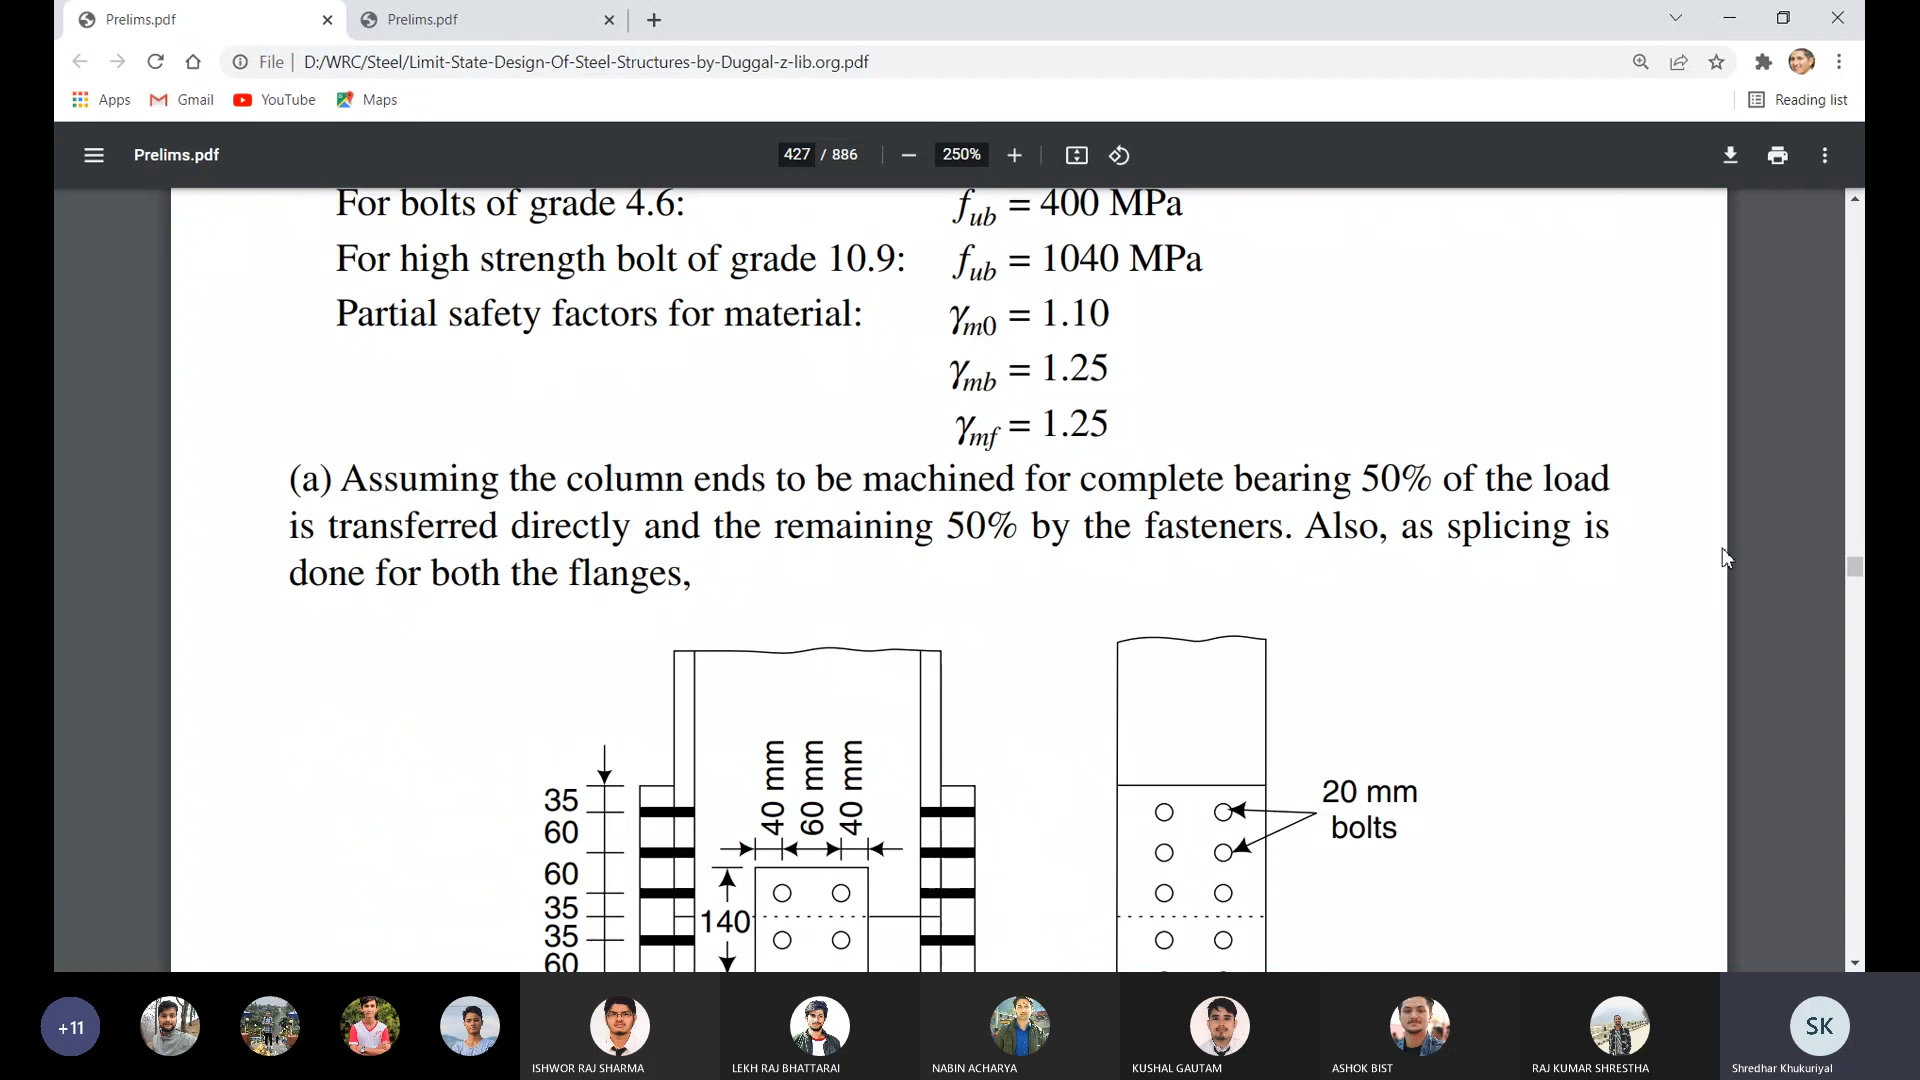 Prelims.pdf
Prelims.pdf
File | D:/WRC/Steel/Limit-State-Design-Of-Steel-Structures-by-Duggal-z-lib.org.pdf
Apps Gmail YouTube Maps Reading list
Prelims.pdf 427 / 886 250%
For bolts of grade 4.6: fub = 400 MPa
For high strength bolt of grade 10.9: fub = 1040 MPa
Partial safety factors for material: γm0 = 1.10
γmb = 1.25
γmf = 1.25
(a) Assuming the column ends to be machined for complete bearing 50% of the load
is transferred directly and the remaining 50% by the fasteners. Also, as splicing is
done for both the flanges,
40 mm
60 mm
40 mm
35
60
60
35
35
60
140
20 mm
bolts
+11
ISHWOR RAJ SHARMA
LEKH RAJ BHATTARAI
NABIN ACHARYA
KUSHAL GAUTAM
ASHOK BIST
RAJ KUMAR SHRESTHA
SK
Shredhar Khukuriyal